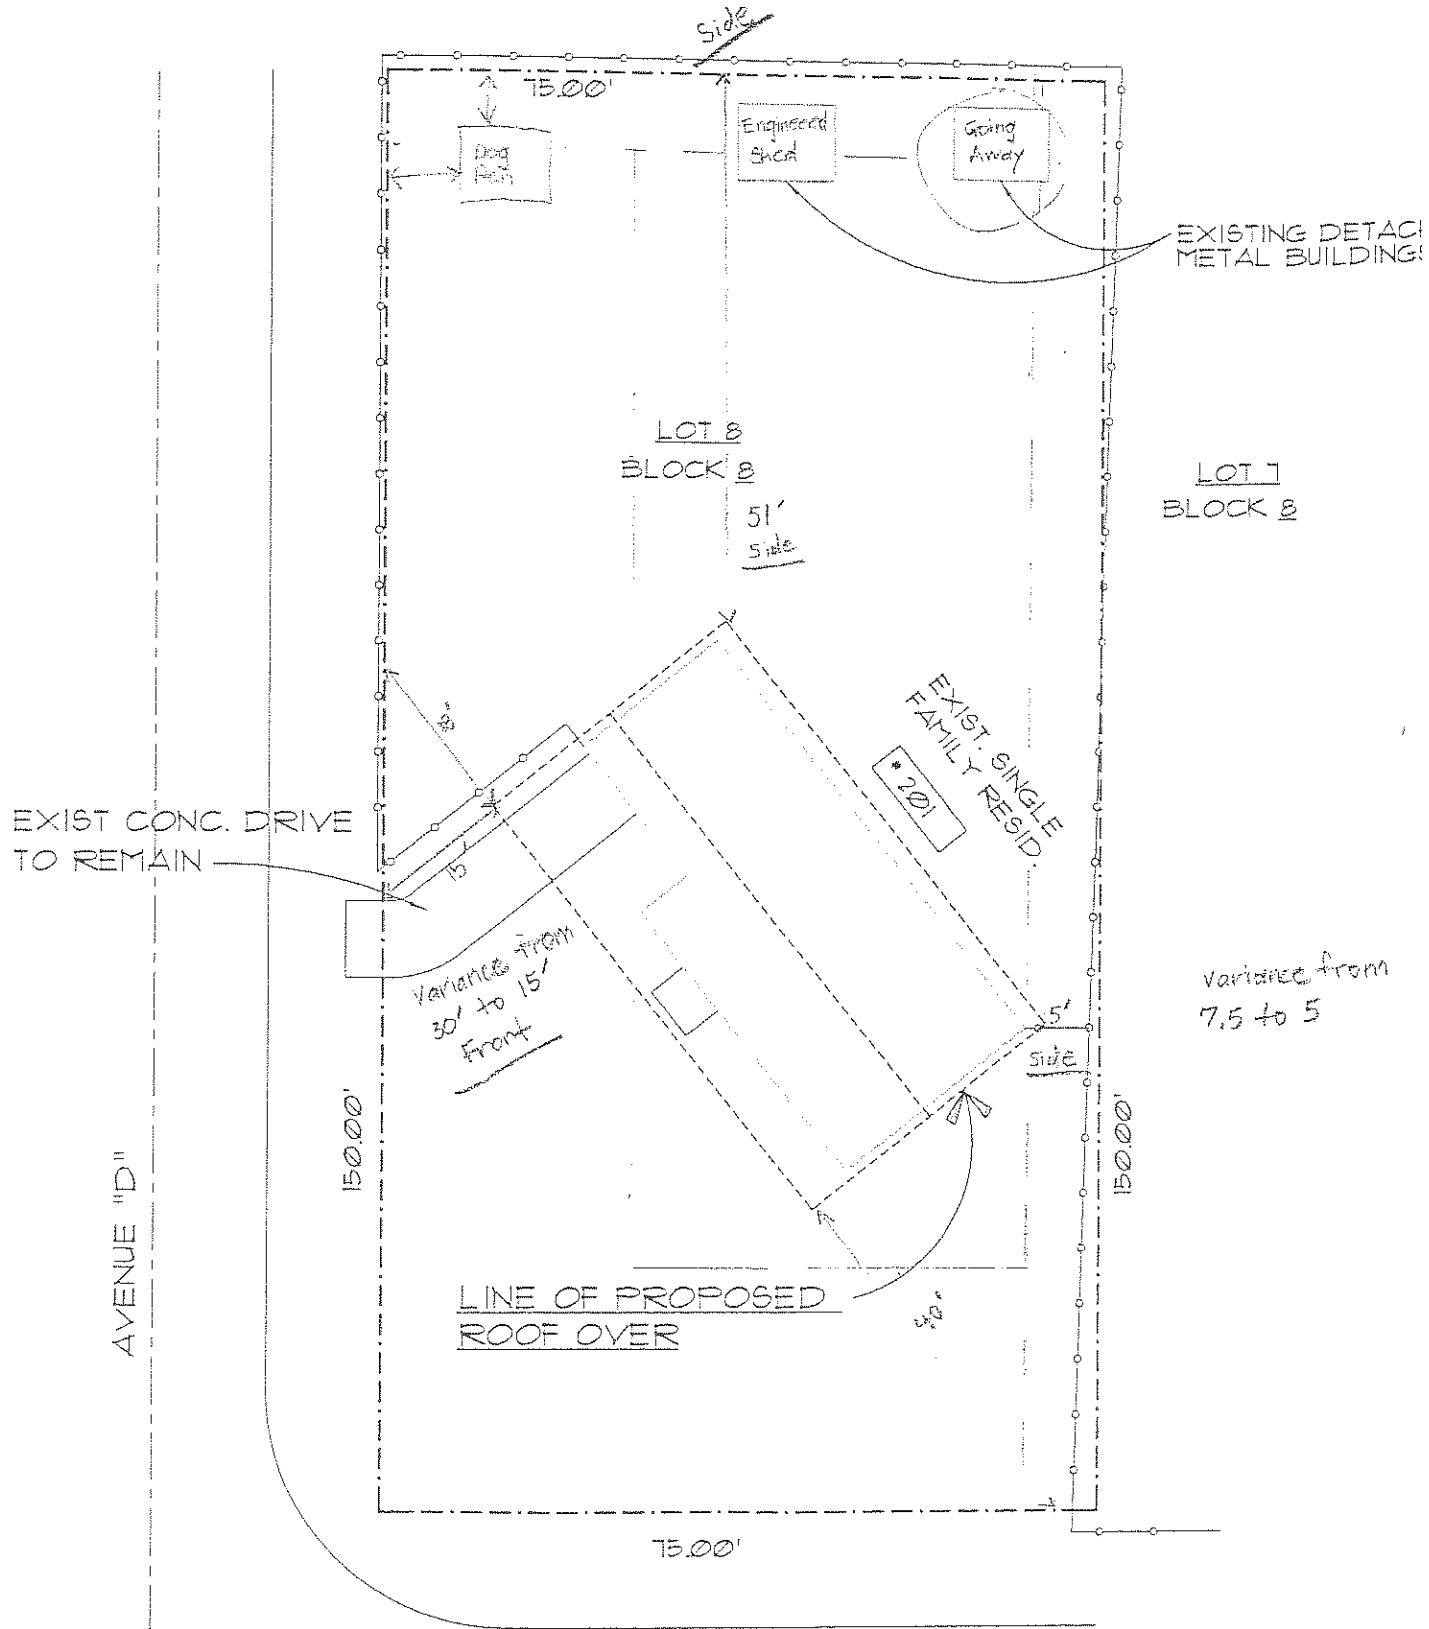 Side
75.00'
Dog
Pen
Engineered
Shed
Going
Away
EXISTING DETACI
METAL BUILDING
LOT 8
BLOCK 8
LOT 7
BLOCK 8
51'
Side
EXIST. SINGLE
FAMILY RESID.
#201
EXIST CONC. DRIVE
TO REMAIN
15'
Variance from
30' to 15'
Front
5'
Side
variance from
7.5 to 5
150.00'
150.00'
AVENUE "D"
LINE OF PROPOSED
ROOF OVER
75.00'